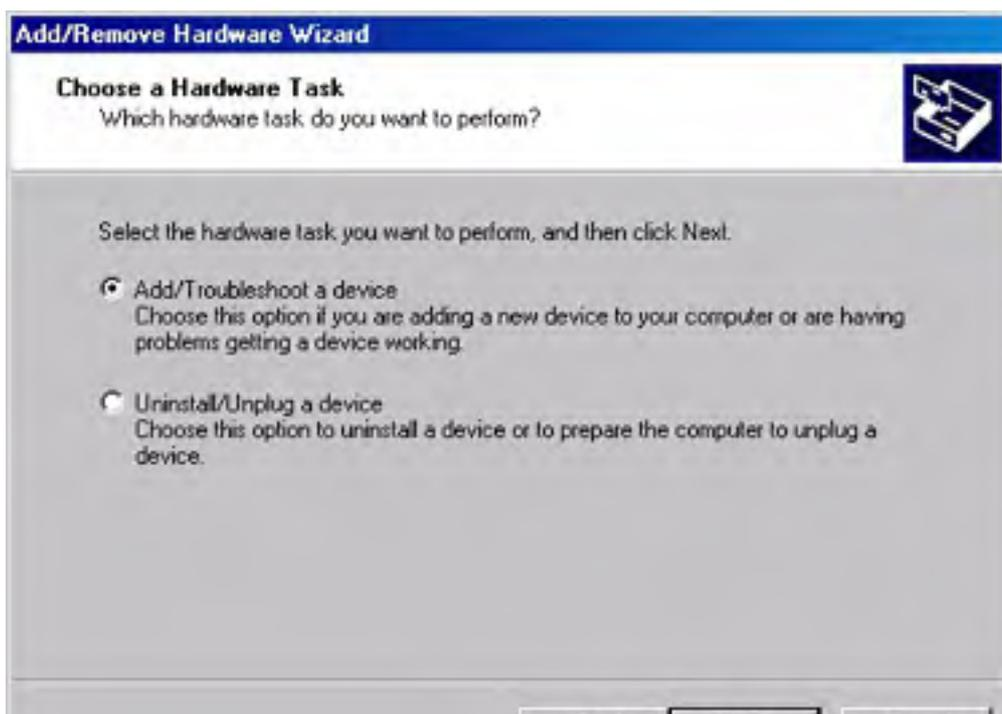 Add/Remove Hardware Wizard
Choose a Hardware Task
Which hardware task do you want to perform?
Select the hardware task you want to perform, and then click Next.
Add/Troubleshoot a device
Choose this option if you are adding a new device to your computer or are having
problems getting a device working.
Uninstall/Unplug a device
Choose this option to uninstall a device or to prepare the computer to unplug a
device.